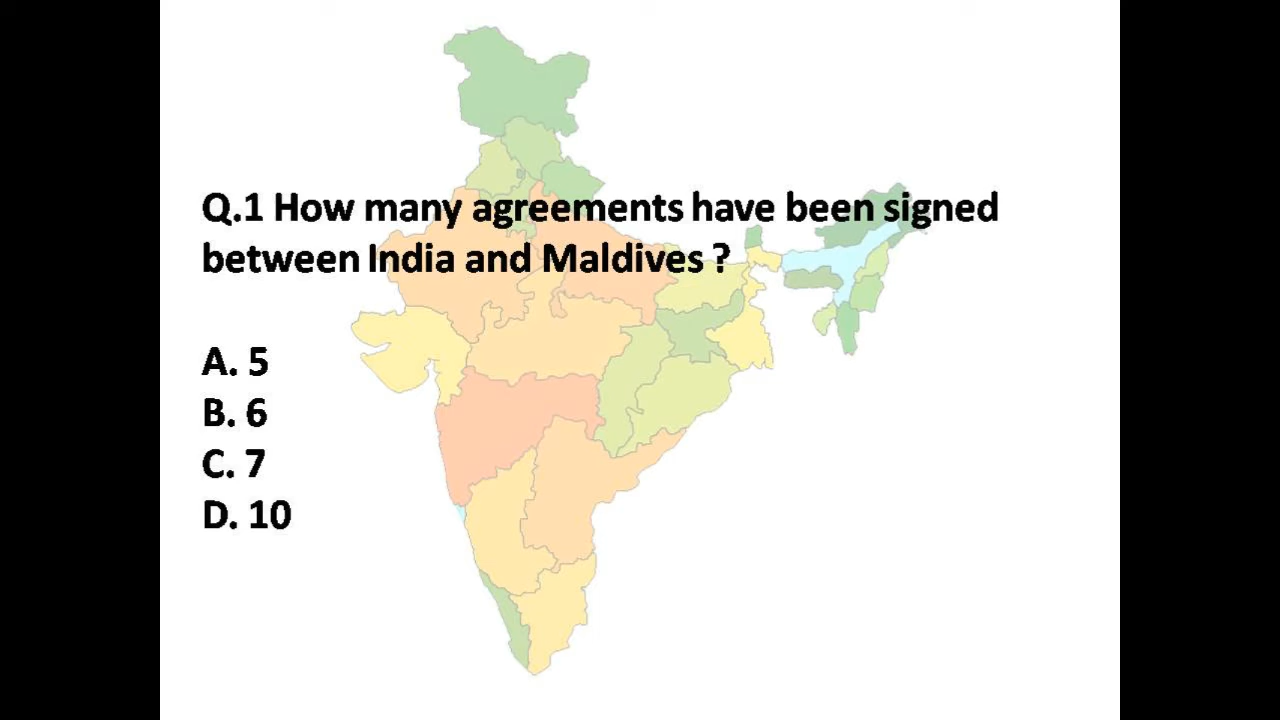 Q.1 How many agreements have been signed
between India and Maldives ?
A. 5
B. 6
C. 7
D. 10